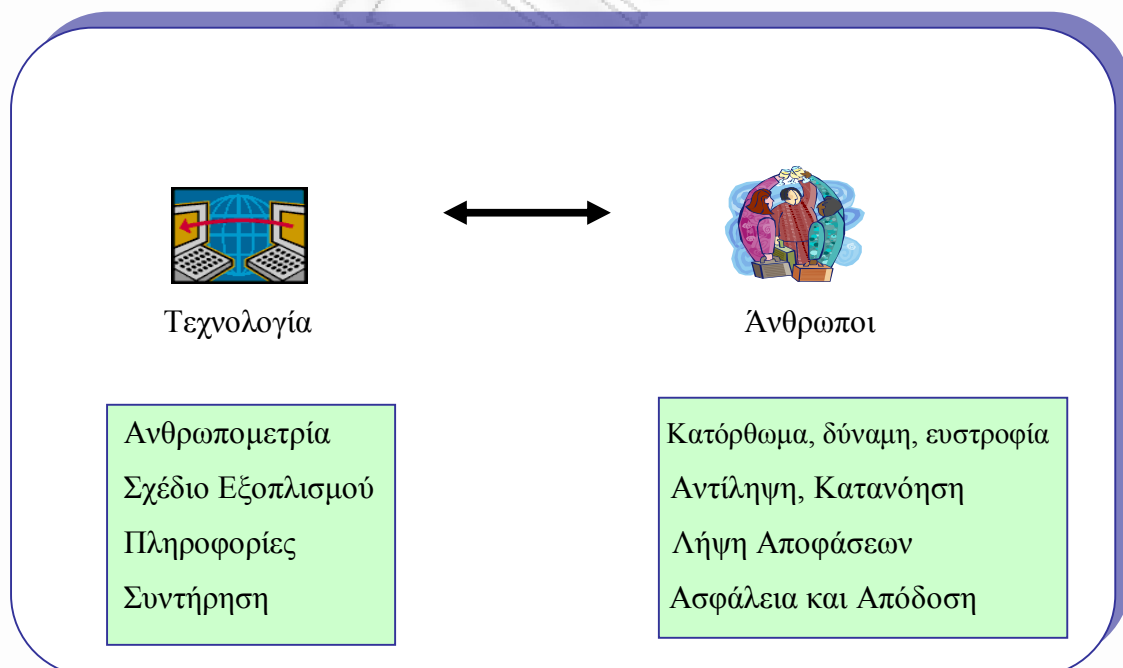 Τεχνολογία
Άνθρωποι
Ανθρωπομετρία
Σχέδιο Εξοπλισμού
Πληροφορίες
Συντήρηση
Κατόρθωμα, δύναμη, ευστροφία
Αντίληψη, Κατανόηση
Λήψη Αποφάσεων
Ασφάλεια και Απόδοση